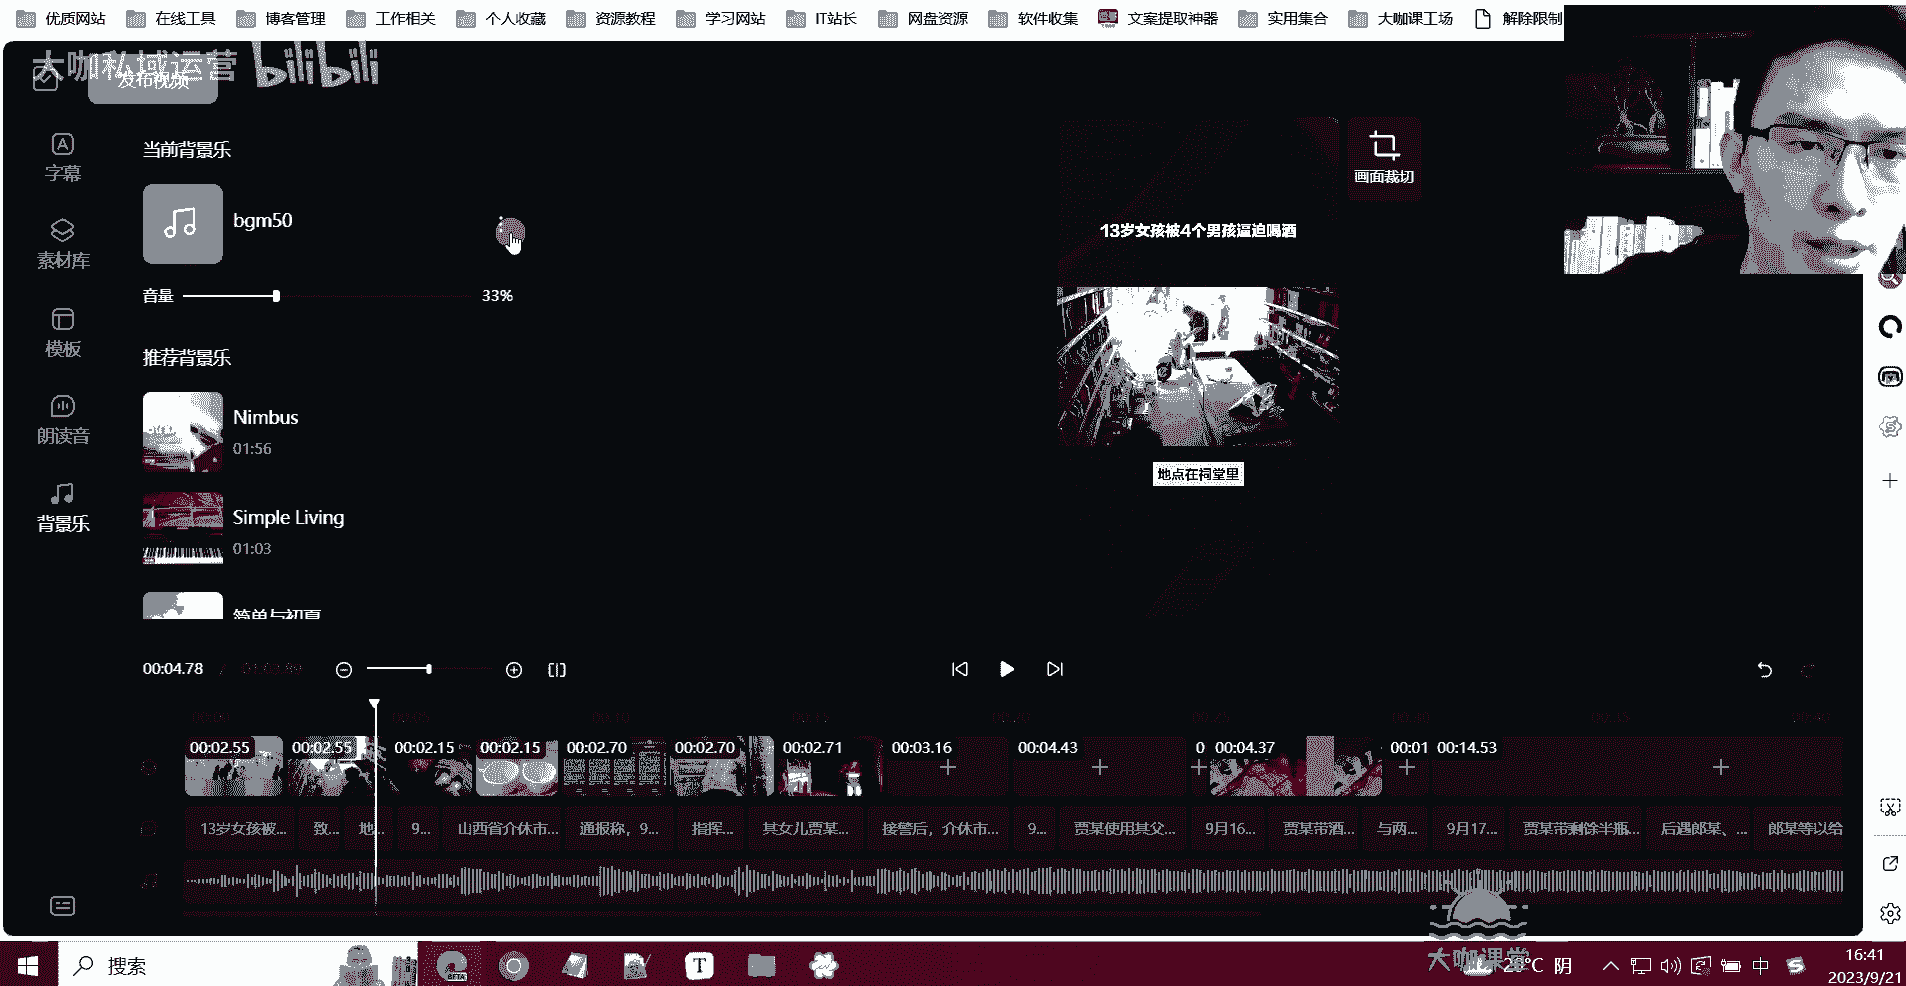 优质网站 在线工具 博客管理 工作相关 个人收藏 资源教程 学习网站 IT站长 网盘资源 软件收集 文案提取神器 实用集合 大咖课工场 解除限制
大咖私域运营 bilibili
发布视频
字幕
素材库
模板
朗读音
背景乐
当前背景乐
bgm50
音量 33%
推荐背景乐
Nimbus
01:56
Simple Living
01:03
简单与初夏
画面裁切
13岁女孩被4个男孩逼迫喝酒
地点在祠堂里
00:04.78 /
00:02.55 00:02.55 00:02.15 00:02.15 00:02.70 00:02.70 00:02.71 00:03.16 00:04.43 0 00:04.37 00:01 00:14.53
13岁女孩被... 致... 地... 9... 山西省介休市... 通报称，9... 指挥... 其女儿贾某... 接警后，介休市... 9... 贾某使用其父... 9月16... 贾某带酒... 与两... 9月17... 贾某带剩余半瓶... 后遇郎某、... 郎某等以给
大咖课堂
搜索
BETA
T
°C 阴
中
16:41
2023/9/21